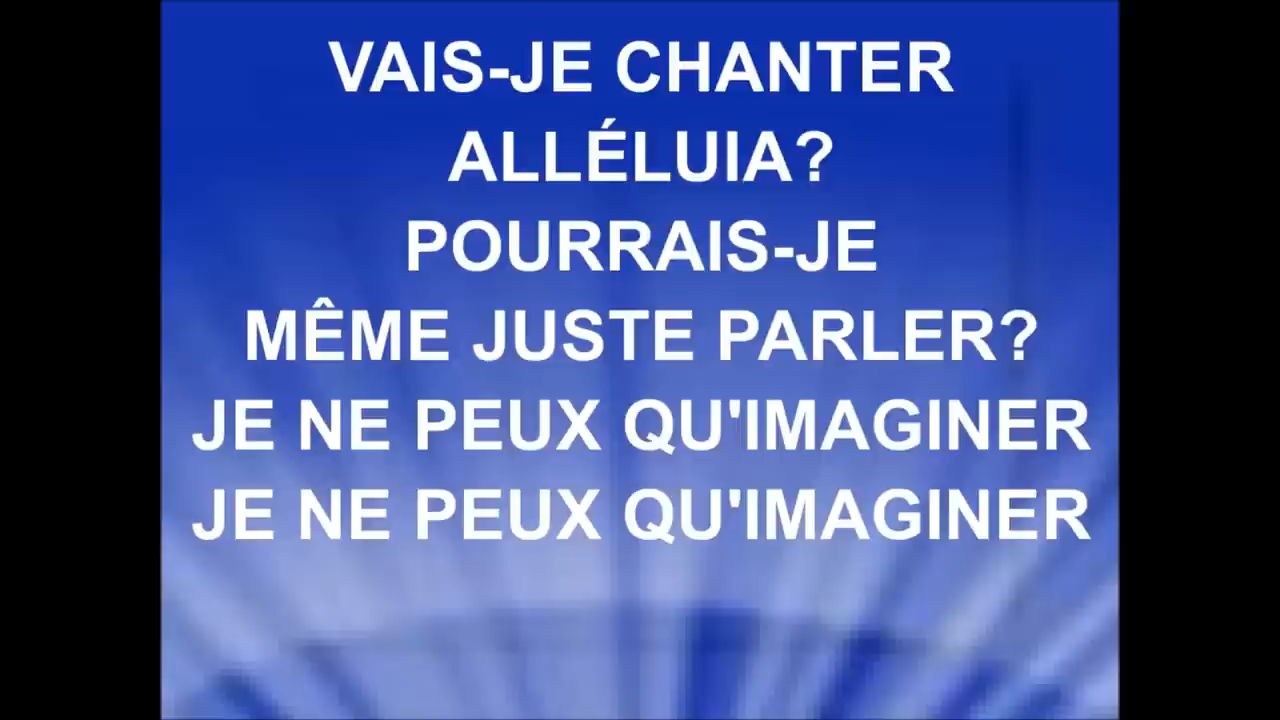 VAIS-JE CHANTER
ALLÉLUIA?
POURRAIS-JE
MÊME JUSTE PARLER?
JE NE PEUX QU'IMAGINER
JE NE PEUX QU'IMAGINER